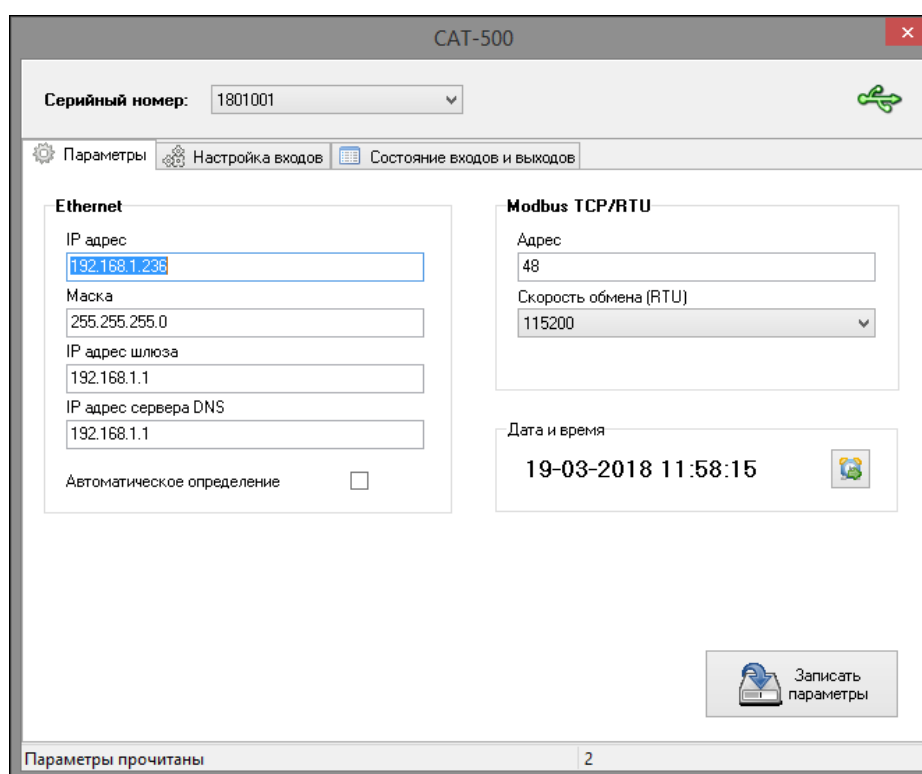 САТ-500
Серийный номер: 1801001
Параметры Настройка входов Состояние входов и выходов
Ethernet
IP адрес
192.168.1.236
Маска
255.255.255.0
IP адрес шлюза
192.168.1.1
IP адрес сервера DNS
192.168.1.1
Автоматическое определение
Modbus TCP/RTU
Адрес
48
Скорость обмена (RTU)
115200
Дата и время
19-03-2018 11:58:15
Записать
параметры
Параметры прочитаны 2